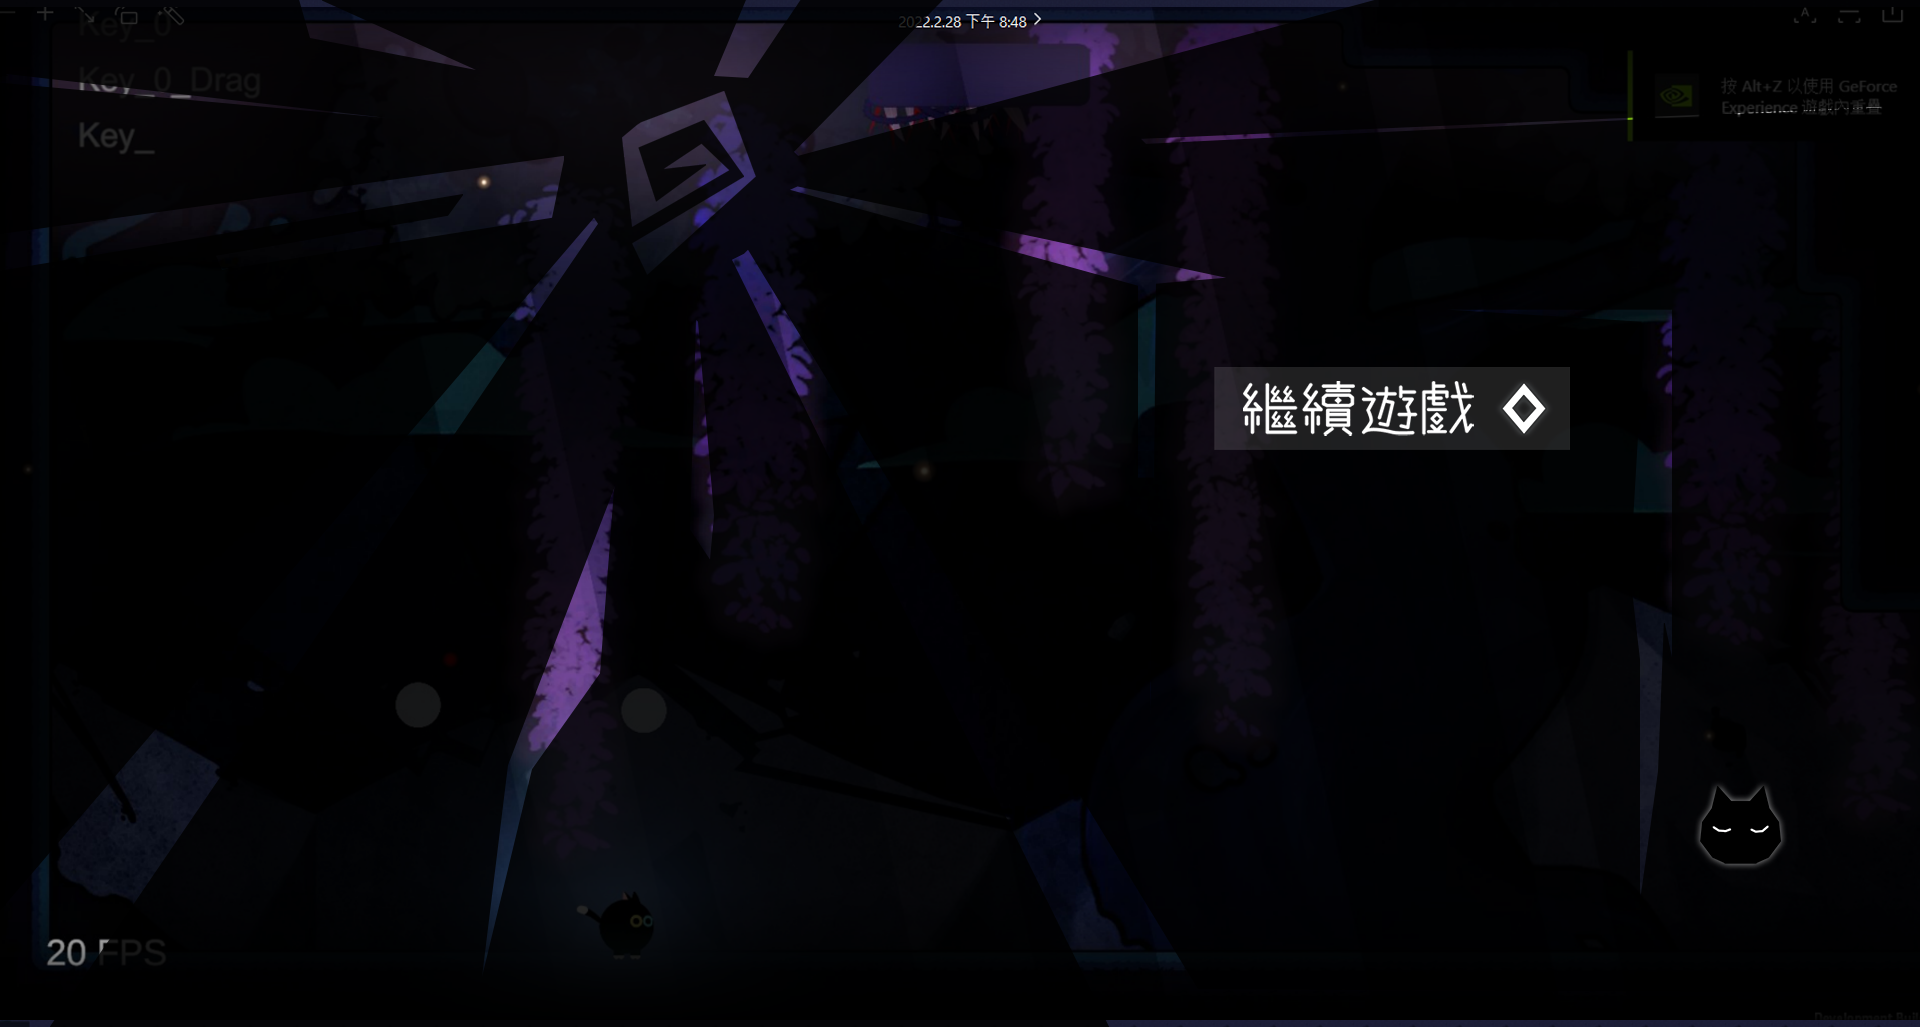 Key_0
2022.2.28 下午 8:48
Key_0_Drag
按 Alt+Z 以使用 GeForce
Experience 遊戲內重疊
Key_
繼續遊戲
20 FPS